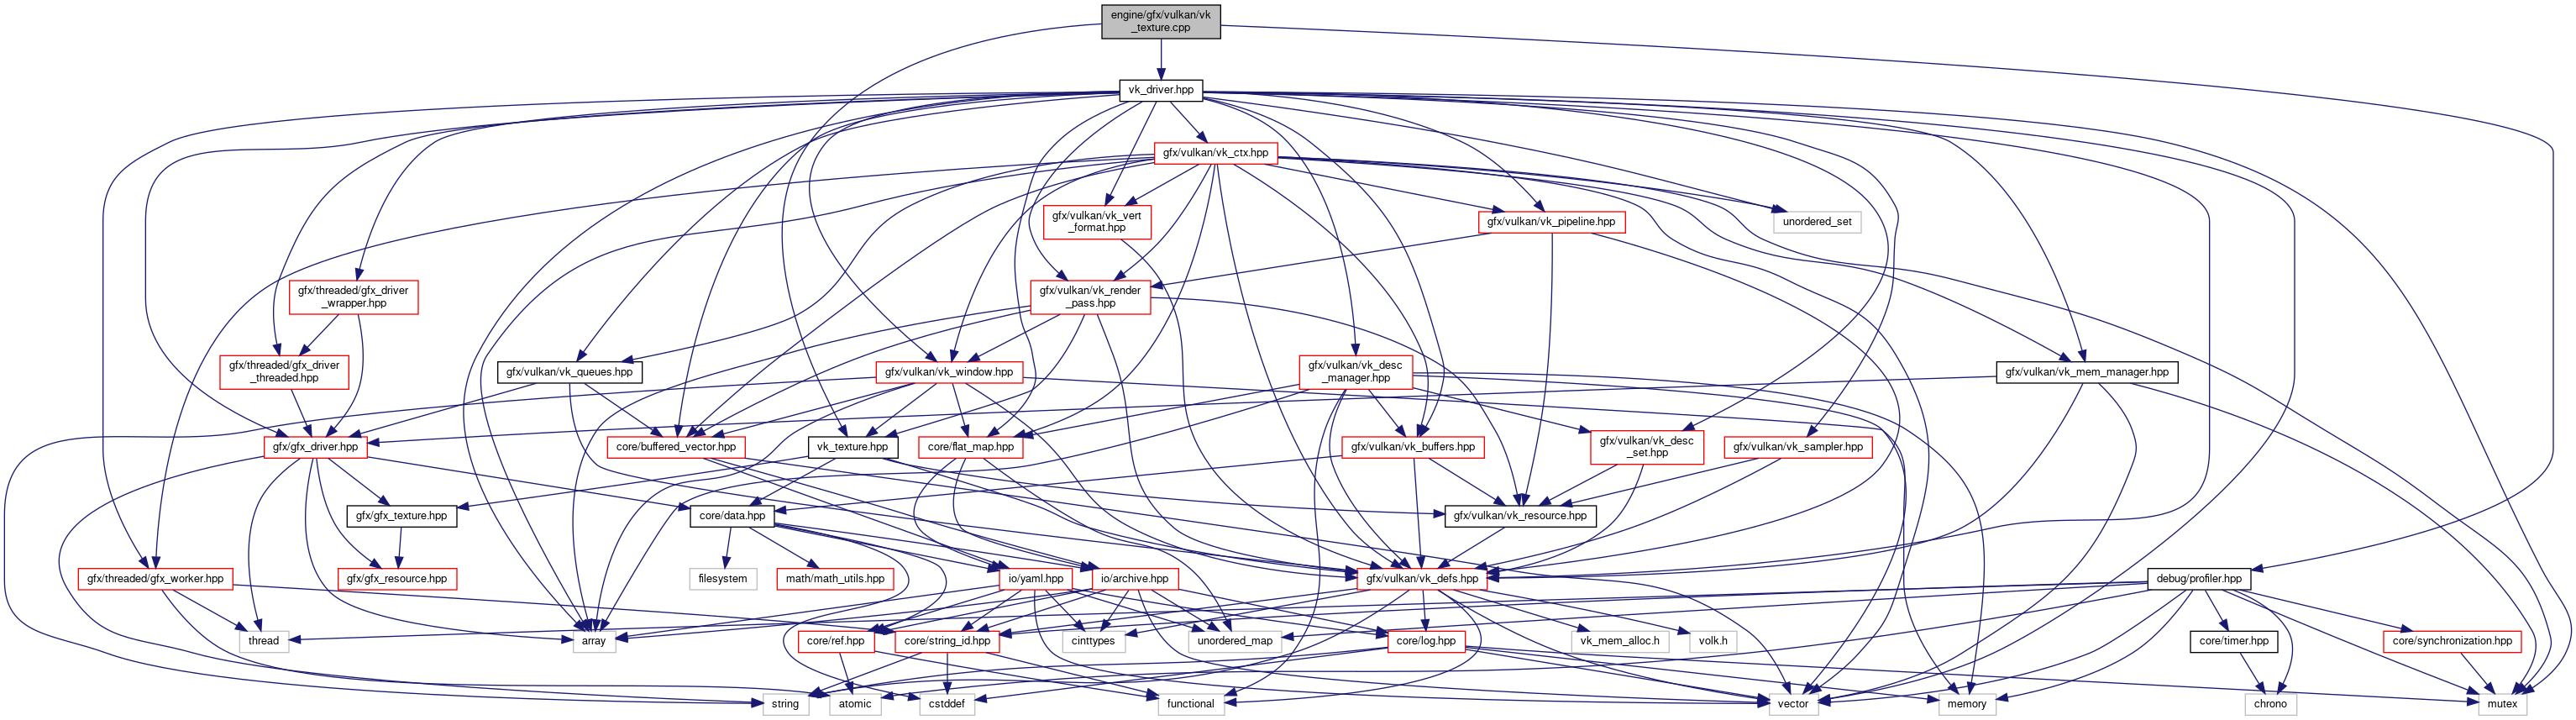 engine/gfx/vulkan/vk
_texture.cpp
vk_driver.hpp
gfx/vulkan/vk_ctx.hpp
gfx/vulkan/vk_vert
_format.hpp
gfx/vulkan/vk_pipeline.hpp
unordered_set
gfx/threaded/gfx_driver
_wrapper.hpp
gfx/vulkan/vk_render
_pass.hpp
gfx/threaded/gfx_driver
_threaded.hpp
gfx/vulkan/vk_queues.hpp
gfx/vulkan/vk_window.hpp
gfx/vulkan/vk_desc
_manager.hpp
gfx/vulkan/vk_mem_manager.hpp
gfx/gfx_driver.hpp
core/buffered_vector.hpp
vk_texture.hpp
core/flat_map.hpp
gfx/vulkan/vk_buffers.hpp
gfx/vulkan/vk_desc
_set.hpp
gfx/vulkan/vk_sampler.hpp
gfx/gfx_texture.hpp
core/data.hpp
gfx/vulkan/vk_resource.hpp
gfx/threaded/gfx_worker.hpp
gfx/gfx_resource.hpp
filesystem
math/math_utils.hpp
io/yaml.hpp
io/archive.hpp
gfx/vulkan/vk_defs.hpp
debug/profiler.hpp
thread
array
core/ref.hpp
core/string_id.hpp
cinttypes
unordered_map
core/log.hpp
vk_mem_alloc.h
volk.h
core/timer.hpp
core/synchronization.hpp
string
atomic
cstddef
functional
vector
memory
chrono
mutex